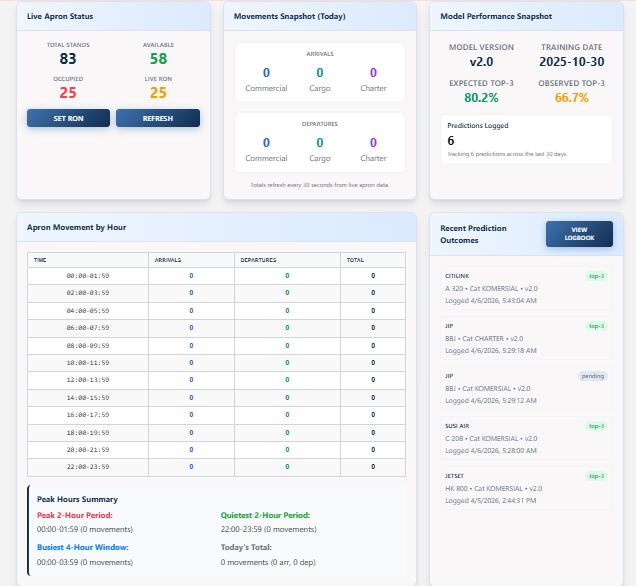 Live Apron Status
TOTAL STANDS
AVAILABLE
83
58
OCCUPIED
LIVE RON
25
25
SET RON
REFRESH
Movements Snapshot (Today)
ARRIVALS
0 0 0
Commercial Cargo Charter
DEPARTURES
0 0 0
Commercial Cargo Charter
Totals refresh every 30 seconds from live apron data.
Model Performance Snapshot
MODEL VERSION
TRAINING DATE
v2.0
2025-10-30
EXPECTED TOP-3
OBSERVED TOP-3
80.2%
66.7%
Predictions Logged
6
Tracking 6 predictions across the last 30 days.
Apron Movement by Hour
TIME ARRIVALS DEPARTURES TOTAL
00:00-01:59 0 0 0
02:00-03:59 0 0 0
04:00-05:59 0 0 0
06:00-07:59 0 0 0
08:00-09:59 0 0 0
10:00-11:59 0 0 0
12:00-13:59 0 0 0
14:00-15:59 0 0 0
16:00-17:59 0 0 0
18:00-19:59 0 0 0
20:00-21:59 0 0 0
22:00-23:59 0 0 0
Peak Hours Summary
Peak 2-Hour Period:
00:00-01:59 (0 movements)
Quietest 2-Hour Period:
22:00-23:59 (0 movements)
Busiest 4-Hour Window:
00:00-03:59 (0 movements)
Today's Total:
0 movements (0 arr, 0 dep)
Recent Prediction
Outcomes
VIEW
LOGBOOK
CITILINK top-3
A 320 • Cat KOMERSIAL • v2.0
Logged 4/6/2026, 5:43:04 AM
JIP top-3
BBJ • Cat CHARTER • v2.0
Logged 4/6/2026, 5:29:18 AM
JIP pending
BBJ • Cat KOMERSIAL • v2.0
Logged 4/6/2026, 5:29:12 AM
SUSI AIR top-3
C 208 • Cat KOMERSIAL • v2.0
Logged 4/6/2026, 5:28:00 AM
JETSET top-3
HK 800 • Cat KOMERSIAL • v2.0
Logged 4/5/2026, 2:44:31 PM